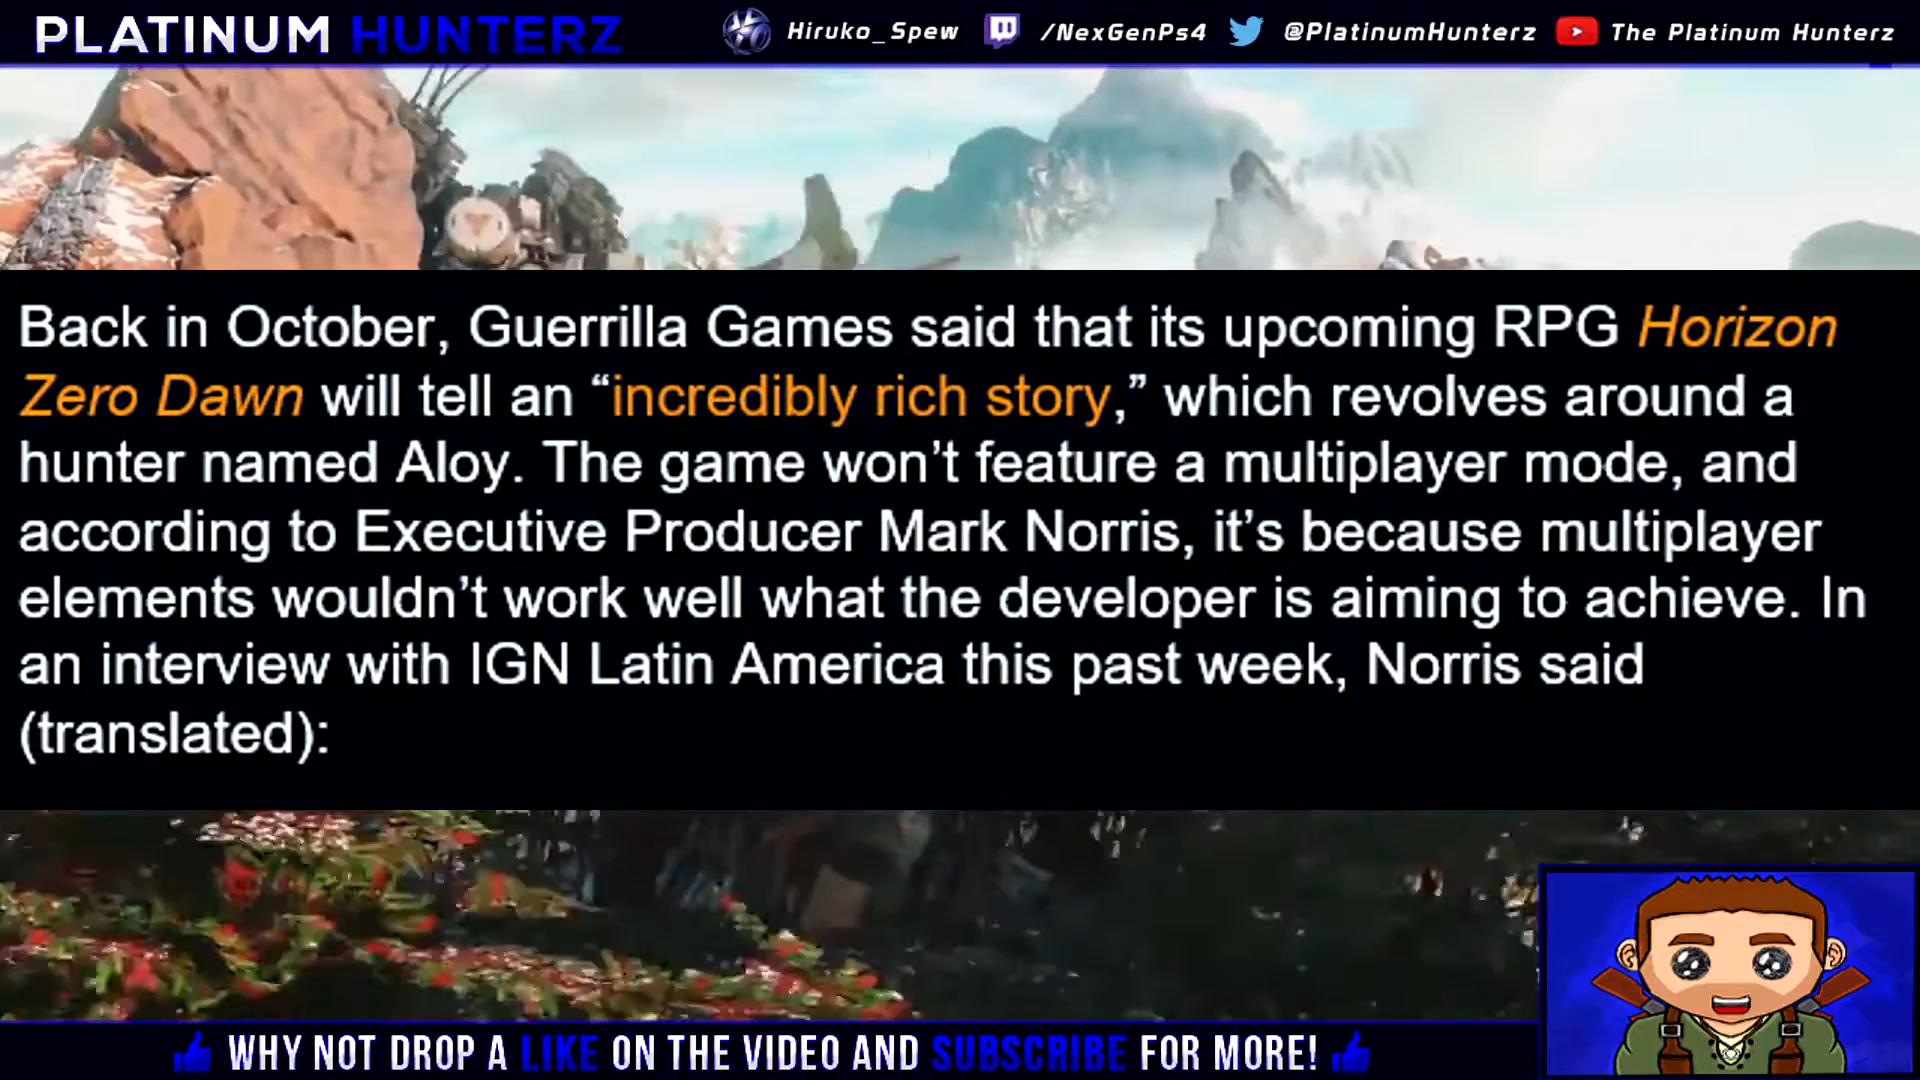 PLATINUM HUNTERZ Hiruko_Spew /NexGenPs4 @PlatinumHunterz The Platinum Hunterz
Back in October, Guerrilla Games said that its upcoming RPG Horizon
Zero Dawn will tell an “incredibly rich story,” which revolves around a
hunter named Aloy. The game won’t feature a multiplayer mode, and
according to Executive Producer Mark Norris, it’s because multiplayer
elements wouldn’t work well what the developer is aiming to achieve. In
an interview with IGN Latin America this past week, Norris said
(translated):
WHY NOT DROP A LIKE ON THE VIDEO AND SUBSCRIBE FOR MORE!